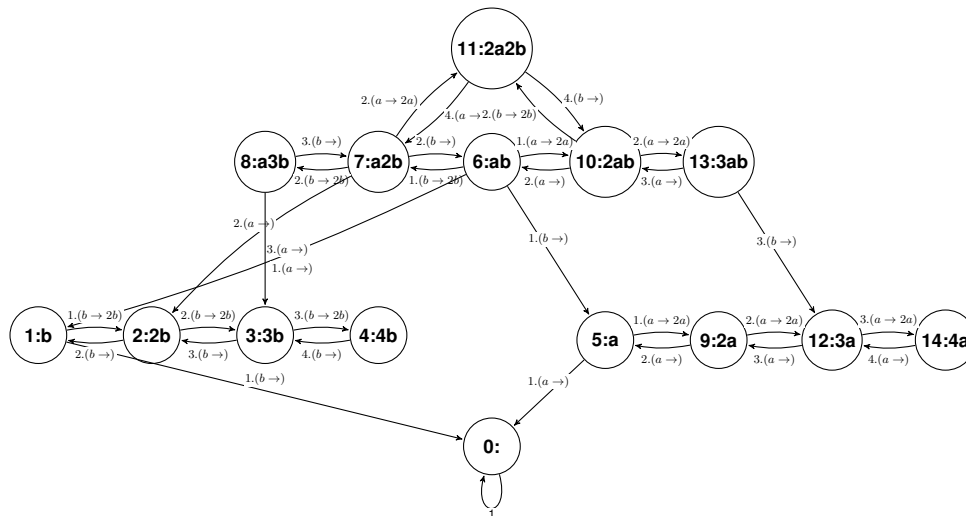 11:2a2b
2.(a → 2a)
4.(b →)
4.(a → 2.(b → 2b)
8:a3b
3.(b →)
7:a2b
2.(b →)
6:ab
1.(a → 2a)
10:2ab
2.(a → 2a)
13:3ab
2.(b → 2b)
1.(b → 2b)
2.(a →)
3.(a →)
2.(a →)
3.(a →)
1.(a →)
1.(b →)
3.(b →)
1:b
1.(b → 2b)
2:2b
2.(b → 2b)
3:3b
3.(b → 2b)
4:4b
2.(b →)
3.(b →)
4.(b →)
5:a
1.(a → 2a)
9:2a
2.(a → 2a)
12:3a
3.(a → 2a)
14:4a
2.(a →)
3.(a →)
4.(a →)
1.(b →)
1.(a →)
0:
1